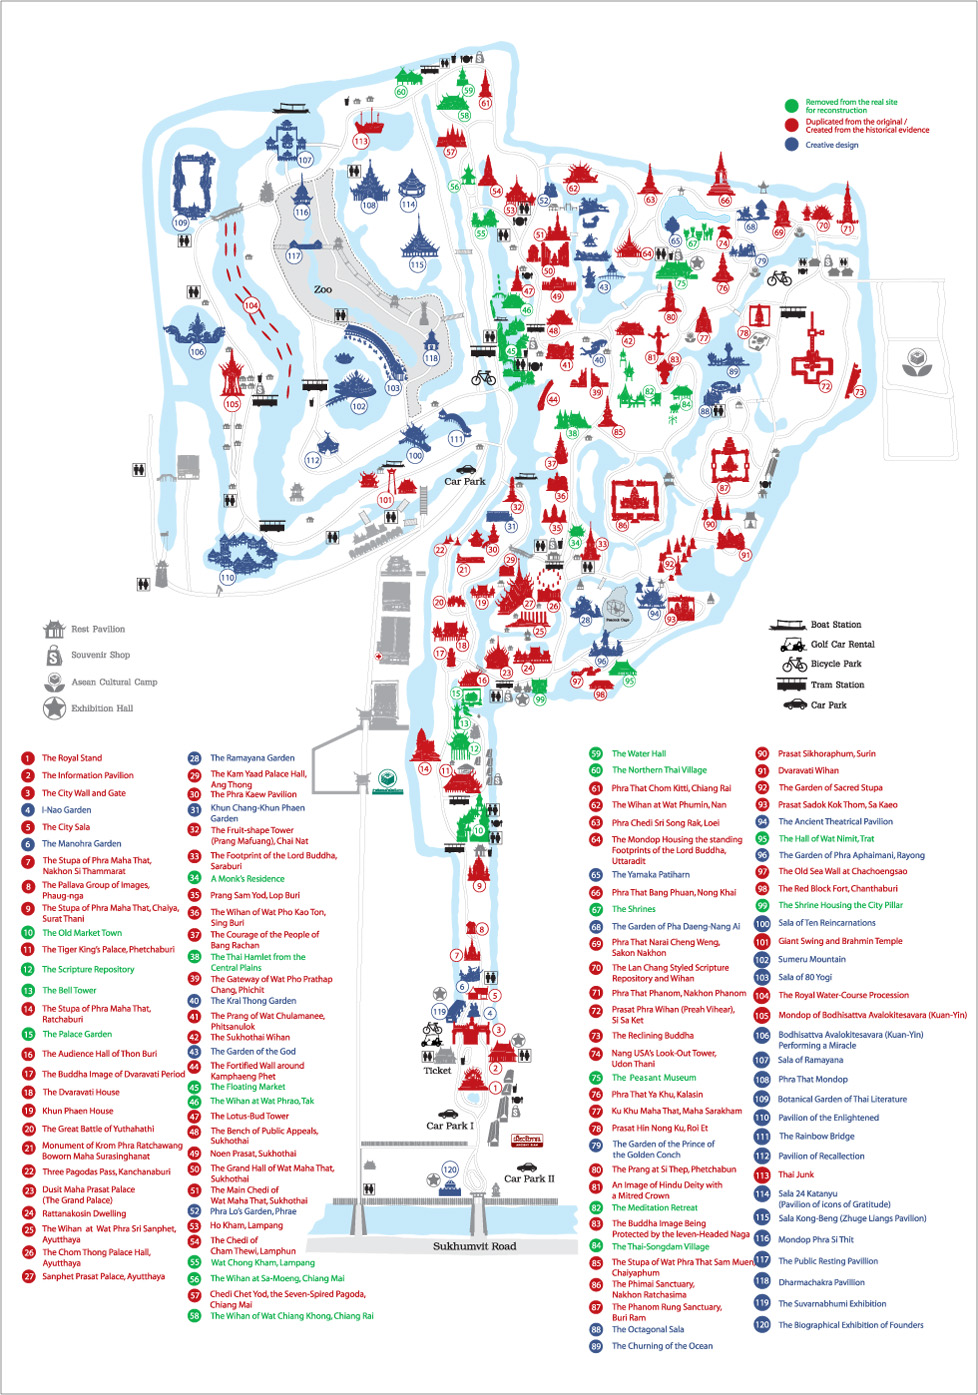 Removed from the real site
for reconstruction
Duplicated from the original /
Created from the historical evidence
Creative design
Zoo
Car Park
Rest Pavilion
Souvenir Shop
Asean Cultural Camp
Exhibition Hall
Boat Station
Golf Car Rental
Bicycle Park
Tram Station
Car Park
Ticket
Car Park I
Car Park II
Sukhumvit Road
1 The Royal Stand
2 The Information Pavilion
3 The City Wall and Gate
4 I-Nao Garden
5 The City Sala
6 The Manohra Garden
7 The Stupa of Phra Maha That,
Nakhon Si Thammarat
8 The Pallava Group of Images,
Phaug-nga
9 The Stupa of Phra Maha That, Chaiya,
Surat Thani
10 The Old Market Town
11 The Tiger King's Palace, Phetchaburi
12 The Scripture Repository
13 The Bell Tower
14 The Stupa of Phra Maha That,
Ratchaburi
15 The Palace Garden
16 The Audience Hall of Thon Buri
17 The Buddha Image of Dvaravati Period
18 The Dvaravati House
19 Khun Phaen House
20 The Great Battle of Yuthahathi
21 Monument of Krom Phra Ratchawang
Boworn Maha Surasinghanat
22 Three Pagodas Pass, Kanchanaburi
23 Dusit Maha Prasat Palace
(The Grand Palace)
24 Rattanakosin Dwelling
25 The Wihan at Wat Phra Sri Sanphet,
Ayutthaya
26 The Chom Thong Palace Hall,
Ayutthaya
27 Sanphet Prasat Palace, Ayutthaya
28 The Ramayana Garden
29 The Kam Yaad Palace Hall,
Ang Thong
30 The Phra Kaew Pavilion
31 Khun Chang-Khun Phaen
Garden
32 The Fruit-shape Tower
(Prang Mafuang), Chai Nat
33 The Footprint of the Lord Buddha,
Saraburi
34 A Monk's Residence
35 Prang Sam Yod, Lop Buri
36 The Wihan of Wat Pho Kao Ton,
Sing Buri
37 The Courage of the People of
Bang Rachan
38 The Thai Hamlet from the
Central Plains
39 The Gateway of Wat Pho Prathap
Chang, Phichit
40 The Krai Thong Garden
41 The Prang of Wat Chulamanee,
Phitsanulok
42 The Sukhothai Wihan
43 The Garden of the God
44 The Fortified Wall around
Kamphaeng Phet
45 The Floating Market
46 The Wihan at Wat Phrao, Tak
47 The Lotus-Bud Tower
48 The Bench of Public Appeals,
Sukhothai
49 Noen Prasat, Sukhothai
50 The Grand Hall of Wat Maha That,
Sukhothai
51 The Main Chedi of
Wat Maha That, Sukhothai
52 Phra Lo's Garden, Phrae
53 Ho Kham, Lampang
54 The Chedi of
Cham Thewi, Lamphun
55 Wat Chong Kham, Lampang
56 The Wihan at Sa-Moeng, Chiang Mai
57 Chedi Chet Yod, the Seven-Spired Pagoda,
Chiang Mai
58 The Wihan of Wat Chiang Khong, Chiang Rai
59 The Water Hall
60 The Northern Thai Village
61 Phra That Chom Kitti, Chiang Rai
62 The Wihan at Wat Phumin, Nan
63 Phra Chedi Sri Song Rak, Loei
64 The Mondop Housing the standing
Footprints of the Lord Buddha,
Uttaradit
65 The Yamaka Patiharn
66 Phra That Bang Phuan, Nong Khai
67 The Shrines
68 The Garden of Pha Daeng-Nang Ai
69 Phra That Narai Cheng Weng,
Sakon Nakhon
70 The Lan Chang Styled Scripture
Repository and Wihan
71 Phra That Phanom, Nakhon Phanom
72 Prasat Phra Wihan (Preah Vihear),
Si Sa Ket
73 The Reclining Buddha
74 Nang USA's Look-Out Tower,
Udon Thani
75 The Peasant Museum
76 Phra That Ya Khu, Kalasin
77 Ku Khu Maha That, Maha Sarakham
78 Prasat Hin Nong Ku, Roi Et
79 The Garden of the Prince of
the Golden Conch
80 The Prang at Si Thep, Phetchabun
81 An Image of Hindu Deity with
a Mitred Crown
82 The Meditation Retreat
83 The Buddha Image Being
Protected by the leven-Headed Naga
84 The Thai-Songdam Village
85 The Stupa of Wat Phra That Sam Muen,
Chaiyaphum
86 The Phimai Sanctuary,
Nakhon Ratchasima
87 The Phanom Rung Sanctuary,
Buri Ram
88 The Octagonal Sala
89 The Churning of the Ocean
90 Prasat Sikhoraphum, Surin
91 Dvaravati Wihan
92 The Garden of Sacred Stupa
93 Prasat Sadok Kok Thom, Sa Kaeo
94 The Ancient Theatrical Pavilion
95 The Hall of Wat Nimit, Trat
96 The Garden of Phra Aphaimani, Rayong
97 The Old Sea Wall at Chachoengsao
98 The Red Block Fort, Chanthaburi
99 The Shrine Housing the City Pillar
100 Sala of Ten Reincarnations
101 Giant Swing and Brahmin Temple
102 Sumeru Mountain
103 Sala of 80 Yogi
104 The Royal Water-Course Procession
105 Mondop of Bodhisattva Avalokitesavara (Kuan-Yin)
106 Bodhisattva Avalokitesavara (Kuan-Yin)
Performing a Miracle
107 Sala of Ramayana
108 Phra That Mondop
109 Botanical Garden of Thai Literature
110 Pavilion of the Enlightened
111 The Rainbow Bridge
112 Pavilion of Recallection
113 Thai Junk
114 Sala 24 Katanyu
(Pavilion of icons of Gratitude)
115 Sala Kong-Beng (Zhuge Liangs Pavilion)
116 Mondop Phra Si Thit
117 The Public Resting Pavillion
118 Dharmachakra Pavillion
119 The Suvarnabhumi Exhibition
120 The Biographical Exhibition of Founders